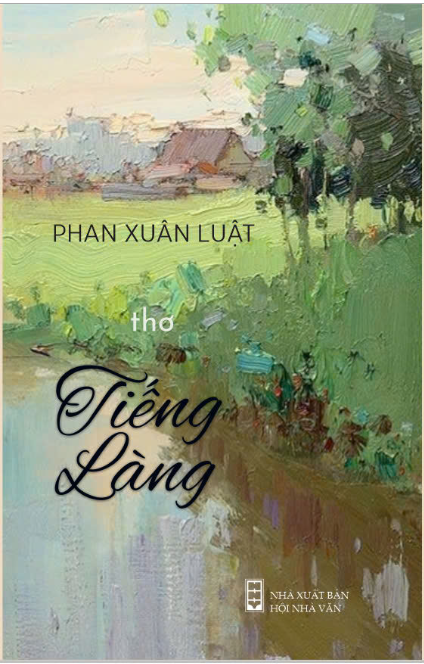 PHAN XUÂN LUẬT
thơ
Tiếng
Làng
NHÀ XUẤT BẢN
HỘI NHÀ VĂN